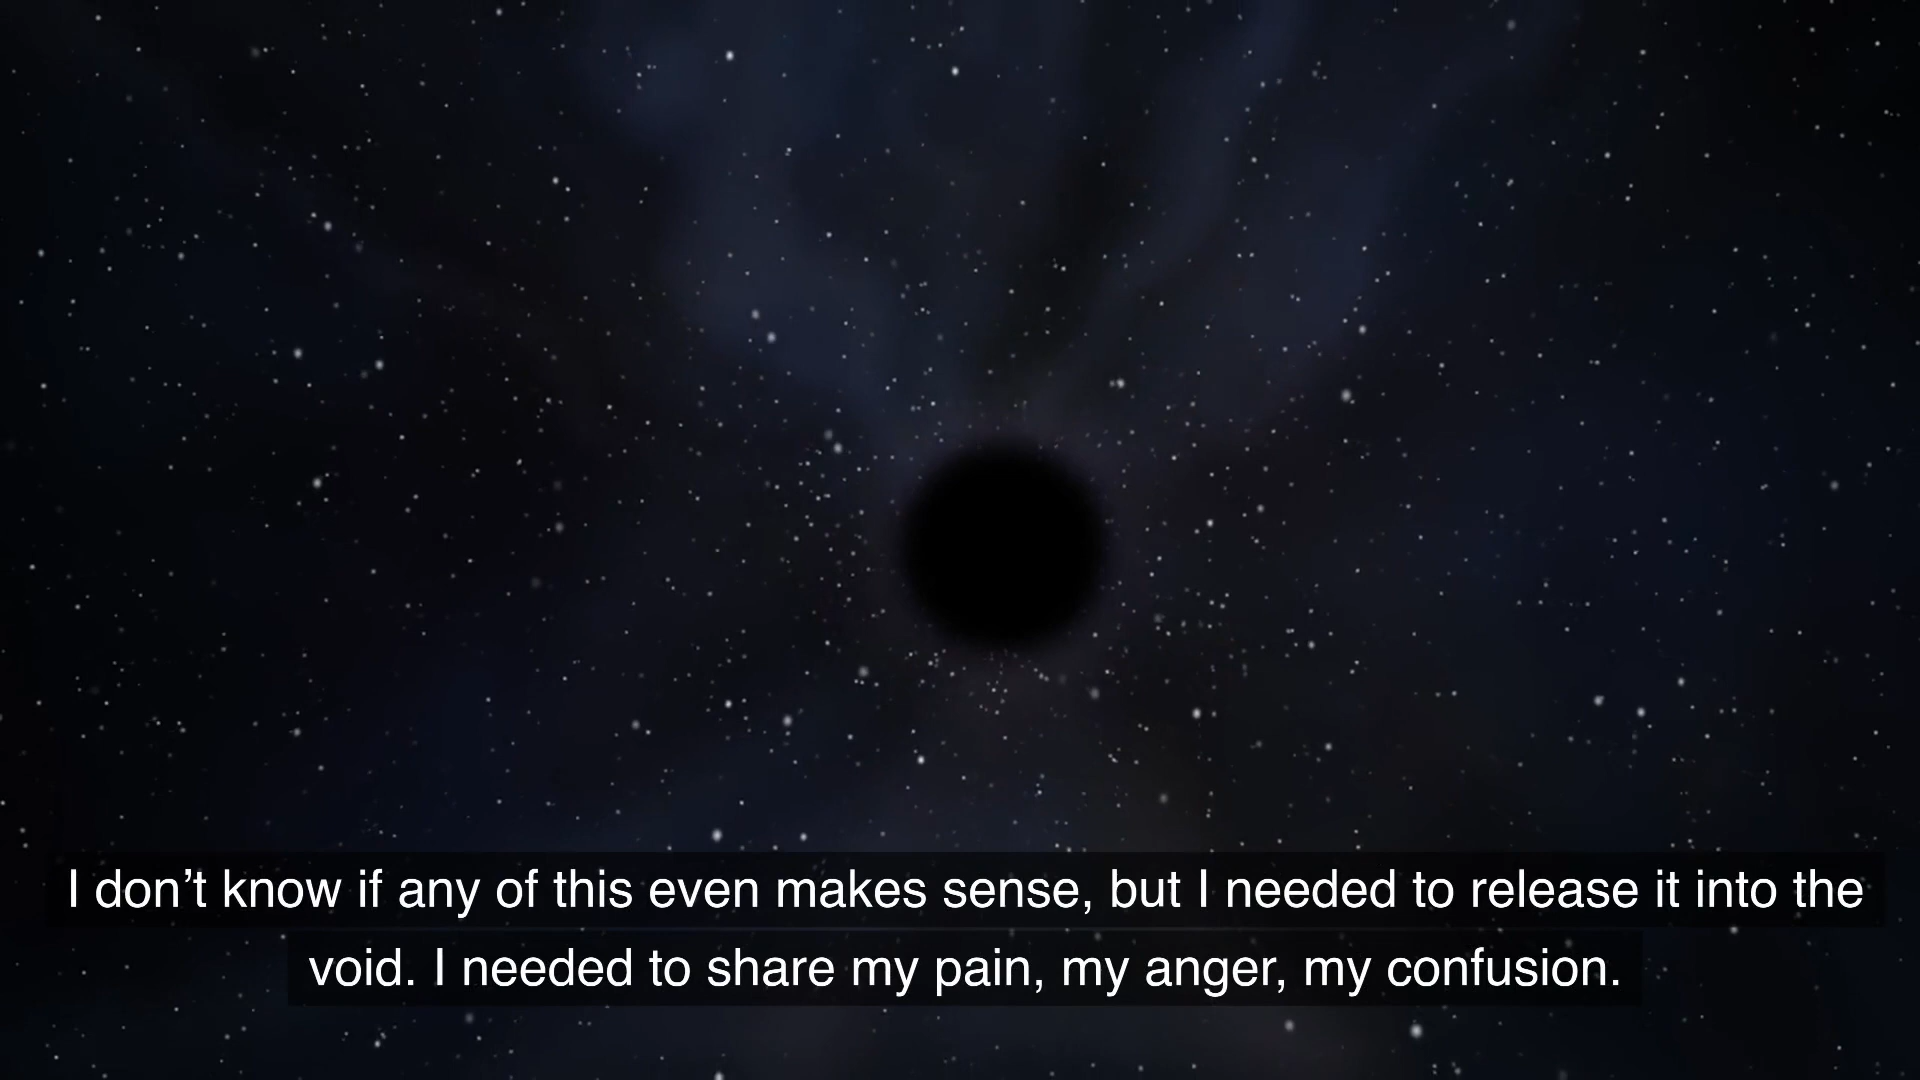 I don’t know if any of this even makes sense, but I needed to release it into the
void. I needed to share my pain, my anger, my confusion.